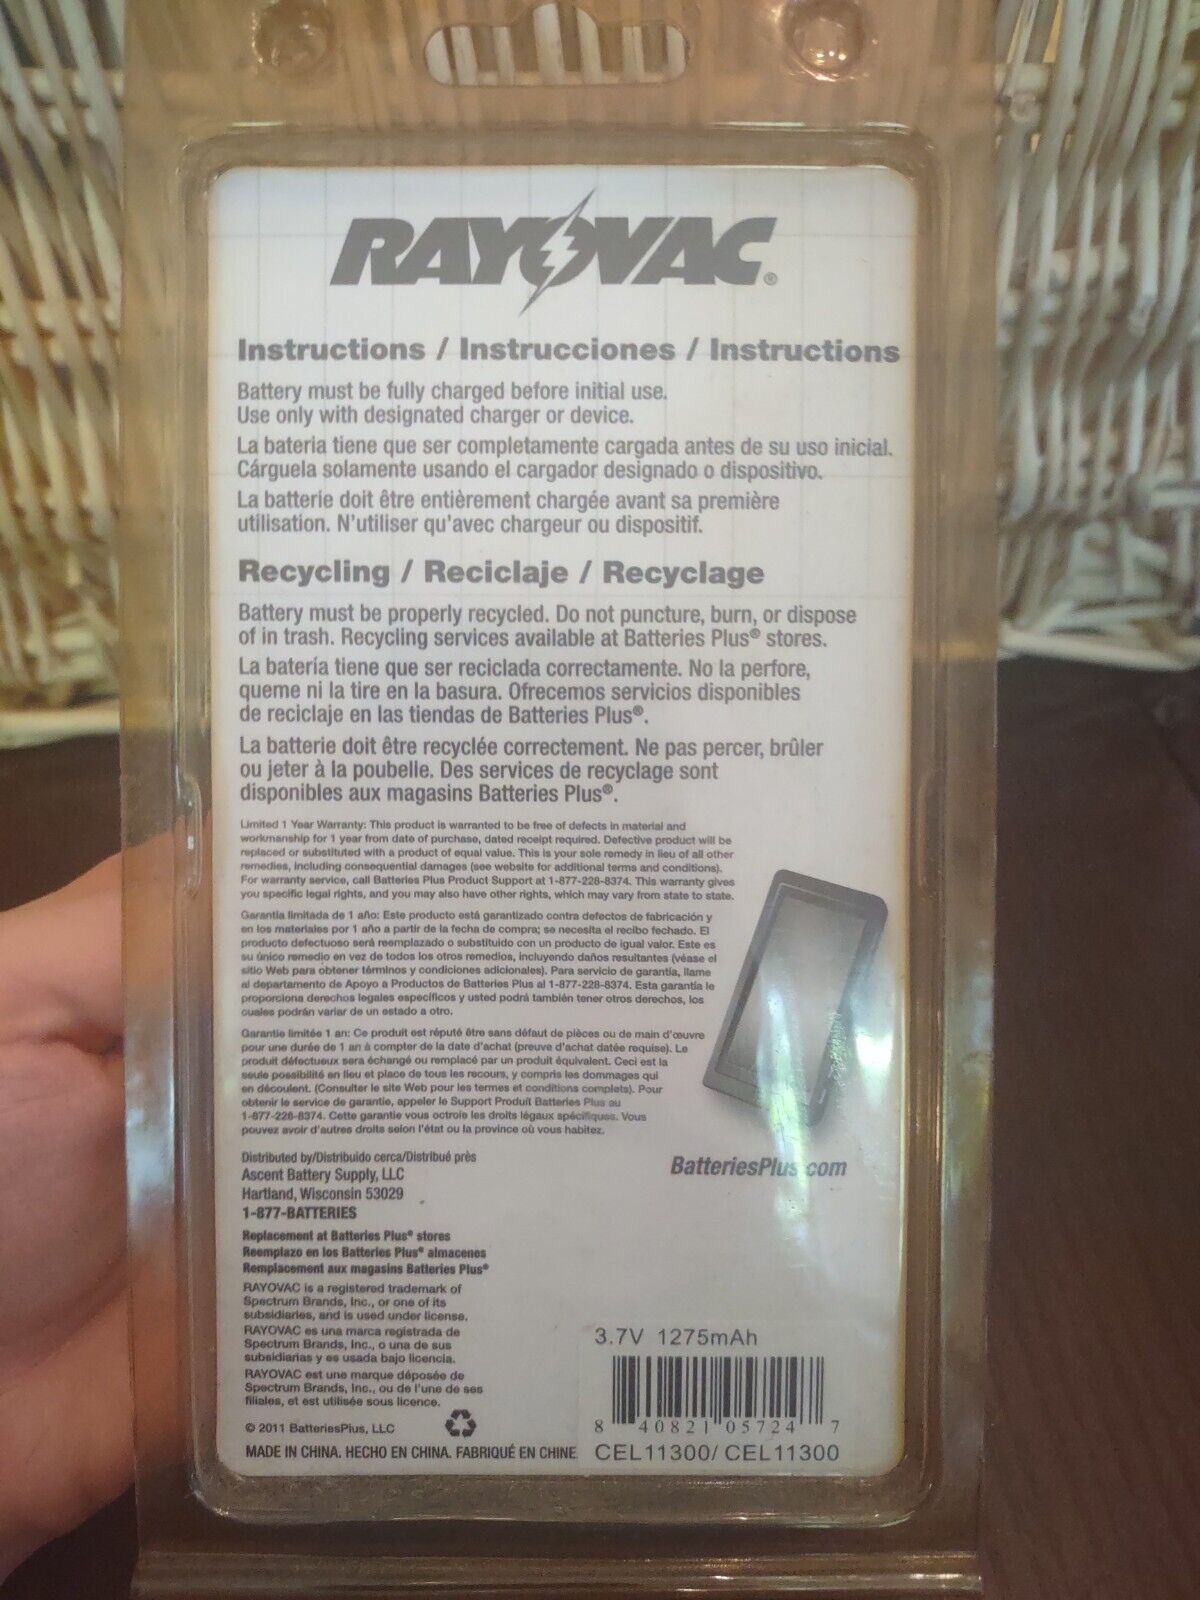 RAYOVAC®
Instructions / Instrucciones / Instructions
Battery must be fully charged before initial use.
Use only with designated charger or device.
La bateria tiene que ser completamente cargada antes de su uso inicial.
Cárguela solamente usando el cargador designado o dispositivo.
La batterie doit être entièrement chargée avant sa première
utilisation. N'utiliser qu'avec chargeur ou dispositif.
Recycling / Reciclaje / Recyclage
Battery must be properly recycled. Do not puncture, burn, or dispose
of in trash. Recycling services available at Batteries Plus® stores.
La batería tiene que ser reciclada correctamente. No la perfore,
queme ni la tire en la basura. Ofrecemos servicios disponibles
de reciclaje en las tiendas de Batteries Plus®.
La batterie doit être recyclée correctement. Ne pas percer, brûler
ou jeter à la poubelle. Des services de recyclage sont
disponibles aux magasins Batteries Plus®.
Limited 1 Year Warranty: This product is warranted to be free of defects in material and
workmanship for 1 year from date of purchase, dated receipt required. Defective product will be
replaced or substituted with a product of equal value. This is your sole remedy in lieu of all other
remedies, including consequential damages (see website for additional terms and conditions).
For warranty service, call Batteries Plus Product Support at 1-877-228-8374. This warranty gives
you specific legal rights, and you may also have other rights, which may vary from state to state.
Garantía limitada de 1 año: Este producto está garantizado contra defectos de fabricación y
en los materiales por 1 año a partir de la fecha de compra; se necesita el recibo fechado. El
producto defectuoso será reemplazado o substituido con un producto de igual valor. Este es
su único remedio en vez de todos los otros remedios, incluyendo daños resultantes (véase el
sitio Web para obtener términos y condiciones adicionales). Para servicio de garantía, llame
al departamento de Apoyo a Productos de Batteries Plus al 1-877-228-8374. Esta garantía le
proporciona derechos legales específicos y usted podrá también tener otros derechos, los
cuales podrán variar de un estado a otro.
Garantie limitée 1 an: Ce produit est réputé être sans défaut de pièces ou de main d'œuvre
pour une durée de 1 an à compter de la date d'achat (preuve d'achat datée requise). Le
produit défectueux sera échangé ou remplacé par un produit équivalent. Ceci est la
seule possibilité en lieu et place de tous les recours, y compris les dommages qui
en découlent. (Consulter le site Web pour les termes et conditions complets). Pour
obtenir le service de garantie, appeler le Support Produit Batteries Plus au
1-877-228-8374. Cette garantie vous octroie les droits légaux spécifiques. Vous
pouvez avoir d'autres droits selon l'état ou la province où vous habitez.
Distributed by/Distribuido cerca/Distribué près
Ascent Battery Supply, LLC
Hartland, Wisconsin 53029
1-877-BATTERIES
BatteriesPlus.com
Replacement at Batteries Plus® stores
Reemplazo en los Batteries Plus® almacenes
Remplacement aux magasins Batteries Plus®
RAYOVAC is a registered trademark of
Spectrum Brands, Inc., or one of its
subsidiaries, and is used under license.
RAYOVAC es una marca registrada de
Spectrum Brands, Inc., o una de sus
subsidiarias y es usada bajo licencia.
RAYOVAC est une marque déposée de
Spectrum Brands, Inc., ou de l'une de ses
filiales, et est utilisée sous licence.
© 2011 BatteriesPlus, LLC
MADE IN CHINA. HECHO EN CHINA. FABRIQUÉ EN CHINE
3.7V 1275mAh
8 40821 05724 7
CEL11300/ CEL11300